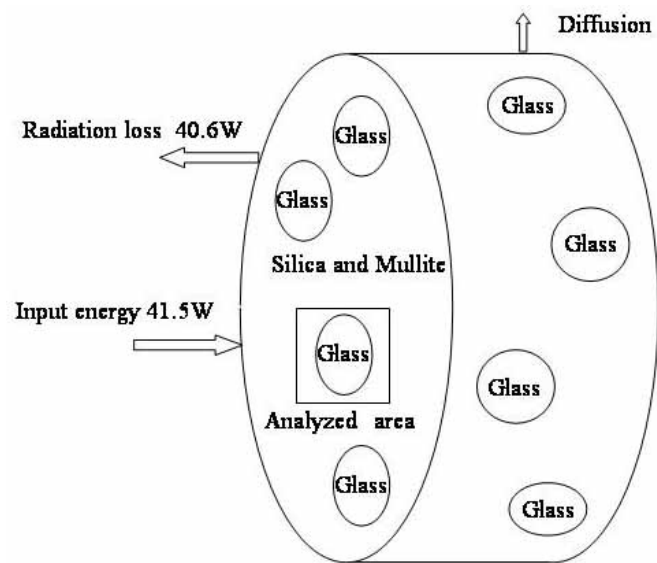 Diffusion
Glass
Radiation loss 40.6W
Glass
Glass
Glass
Silica and Mullite
Input energy 41.5W
Glass
Glass
Analyzed area
Glass
Glass